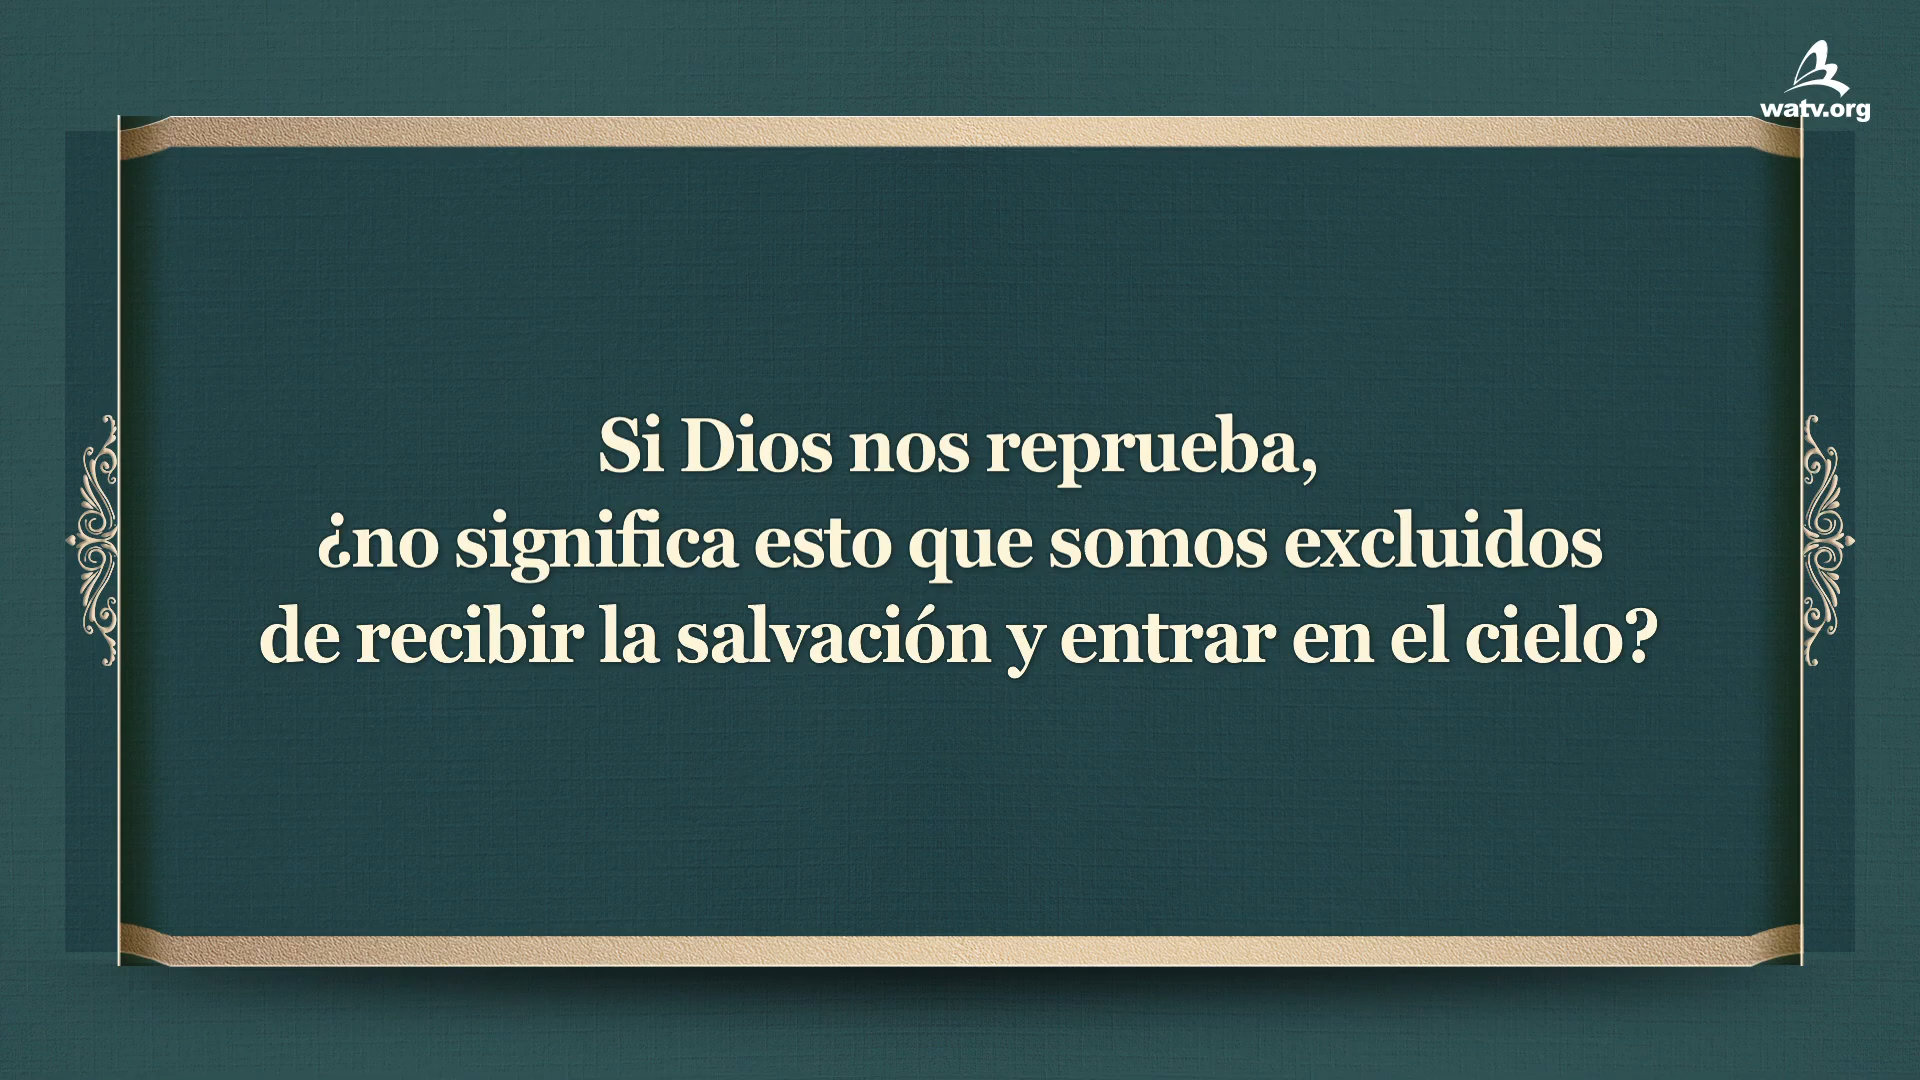 watv.org
Si Dios nos reprueba,
¿no significa esto que somos excluidos
de recibir la salvación y entrar en el cielo?